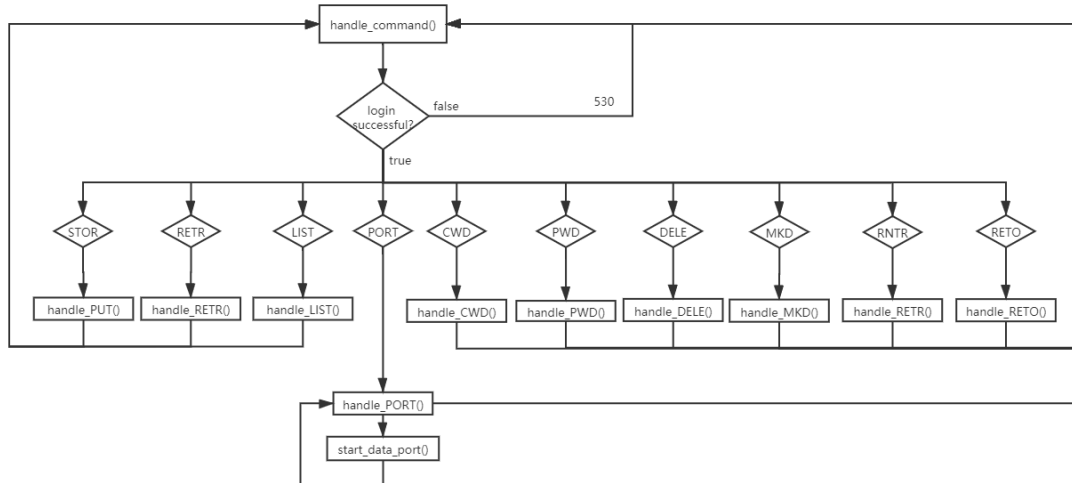 handle_command()
login
successful?
false
530
true
STOR
RETR
LIST
PORT
CWD
PWD
DELE
MKD
RNTR
RETO
handle_PUT()
handle_RETR()
handle_LIST()
handle_CWD()
handle_PWD()
handle_DELE()
handle_MKD()
handle_RETR()
handle_RETO()
handle_PORT()
start_data_port()